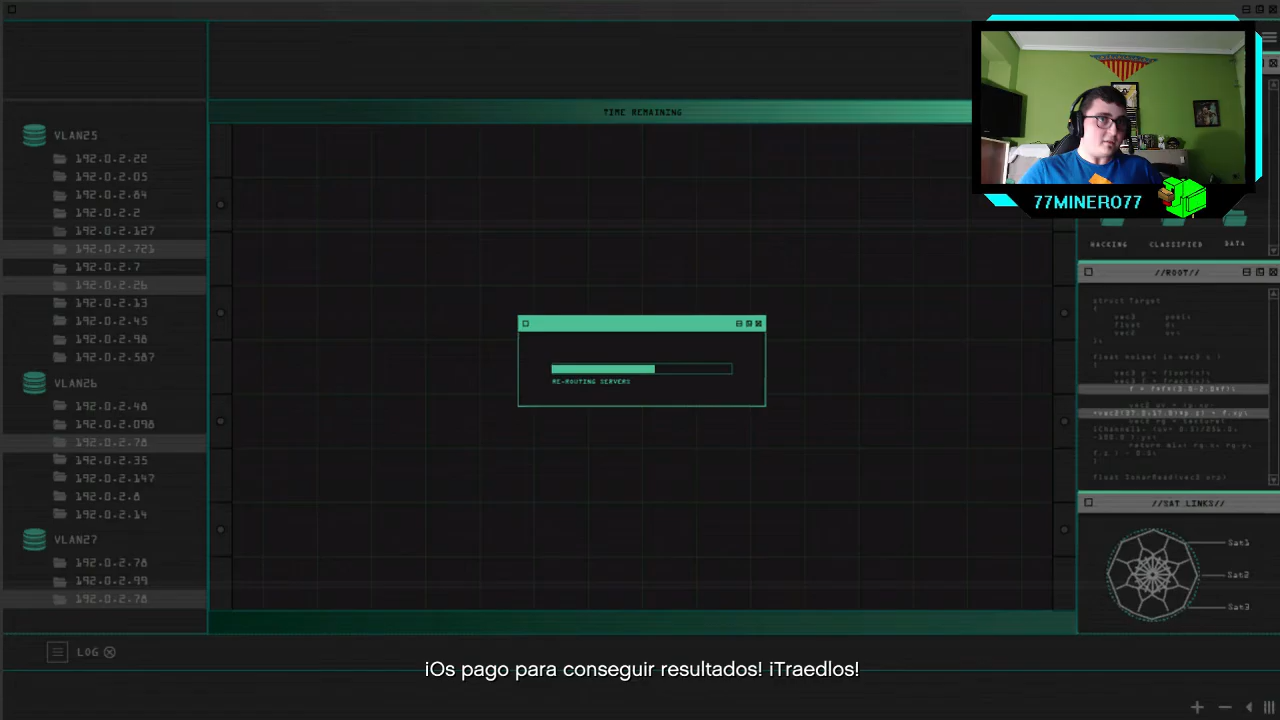 TIME REMAINING
VLAN25
192.0.2.22
192.0.2.05
192.0.2.84
192.0.2.2
192.0.2.127
192.0.2.721
192.0.2.7
192.0.2.26
192.0.2.13
192.0.2.45
192.0.2.98
192.0.2.587
VLAN26
192.0.2.48
192.0.2.098
192.0.2.78
192.0.2.35
192.0.2.147
192.0.2.8
192.0.2.14
VLAN27
192.0.2.78
192.0.2.99
192.0.2.78
RE-ROUTING SERVERS
77MINERO77
HACKING CLASSIFIED DATA
//ROOT//
struct Target
{
//SAT LINKS//
Sat1
Sat2
Sat3
LOG
¡Os pago para conseguir resultados! ¡Traedlos!